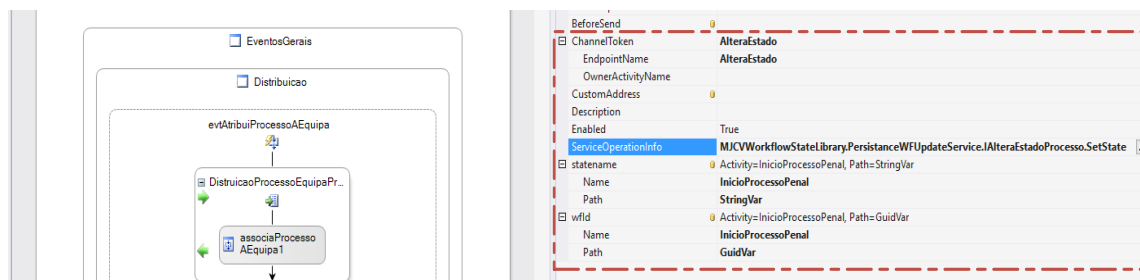 EventosGerais
Distribuicao
evtAtribuiProcessoAEquipa
DistruicaoProcessoEquipaPr...
associaProcesso
AEquipa1
BeforeSend
ChannelToken AlteraEstado
EndpointName AlteraEstado
OwnerActivityName
CustomAddress
Description
Enabled True
ServiceOperationInfo MJCVWorkflowStateLibrary.PersistanceWFUpdateService.IAlteraEstadoProcesso.SetState
statename Activity=InicioProcessoPenal, Path=StringVar
Name InicioProcessoPenal
Path StringVar
wfId Activity=InicioProcessoPenal, Path=GuidVar
Name InicioProcessoPenal
Path GuidVar